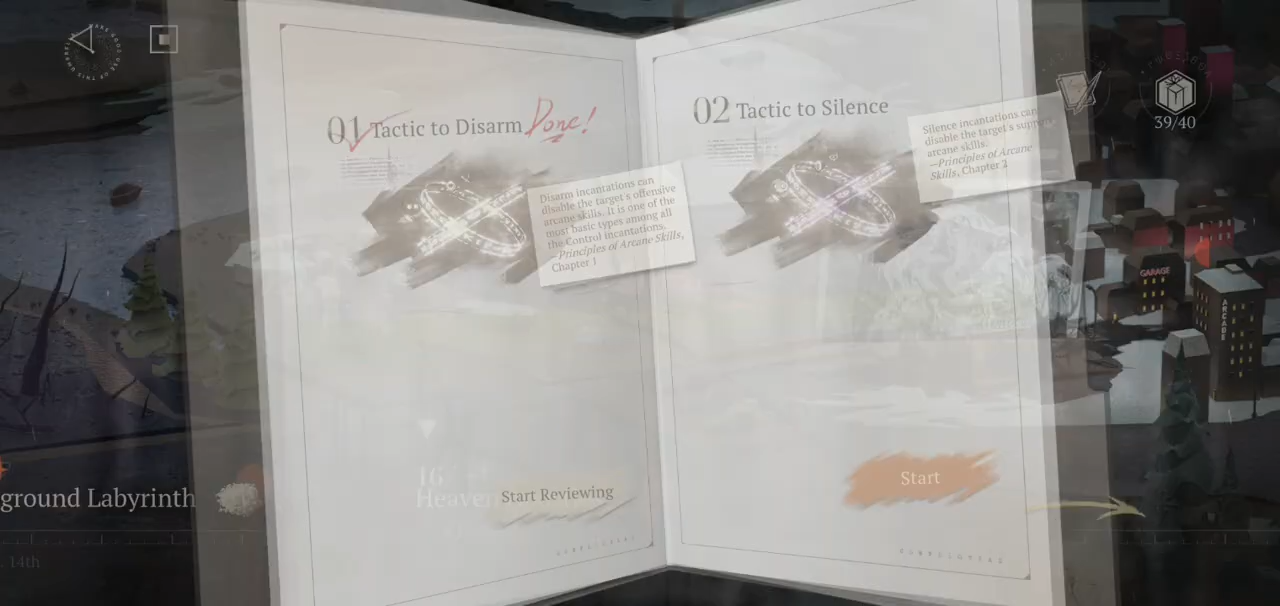 39/40
01 Tactic to Disarm Done!
Disarm incantations can
disable the target's offensive
arcane skills. It is one of the
most basic types among all
the Control incantations.
—Principles of Arcane Skills,
Chapter 1
Start Reviewing
02 Tactic to Silence
Silence incantations can
disable the target's
arcane skills.
—Principles of Arcane
Skills, Chapter 2
Start
GARAGE
ARCADE
16
Heaven
ground Labyrinth
14th